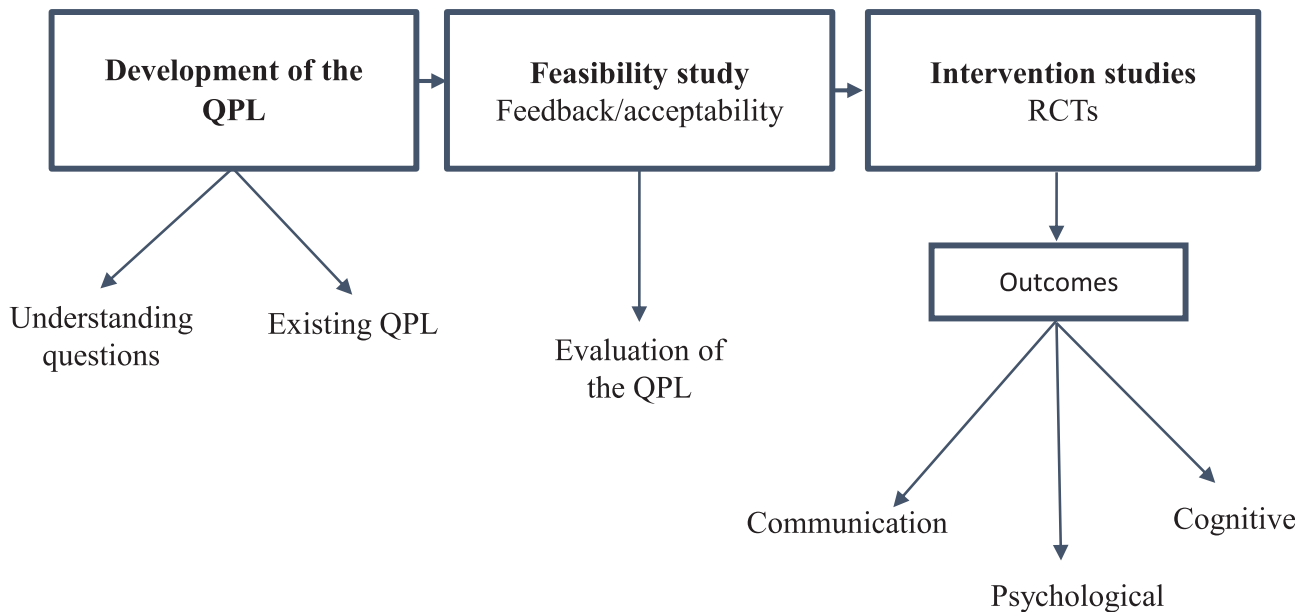 Development of the
QPL
Feasibility study
Feedback/acceptability
Intervention studies
RCTs
Outcomes
Understanding
questions
Existing QPL
Evaluation of
the QPL
Communication
Psychological
Cognitive